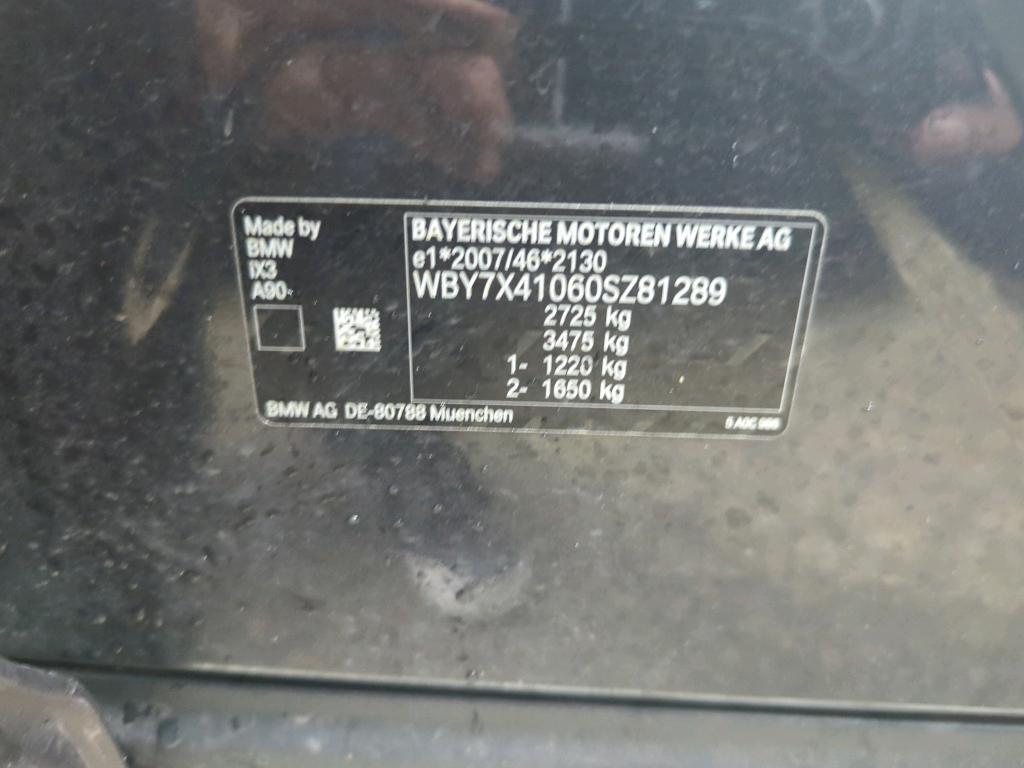 Made by
BMW
iX3
A90-
BAYERISCHE MOTOREN WERKE AG
e1*2007/46*2130
WBY7X41060SZ81289
2725 kg
3475 kg
1- 1220 kg
2- 1650 kg
BMW AG DE-80788 Muenchen